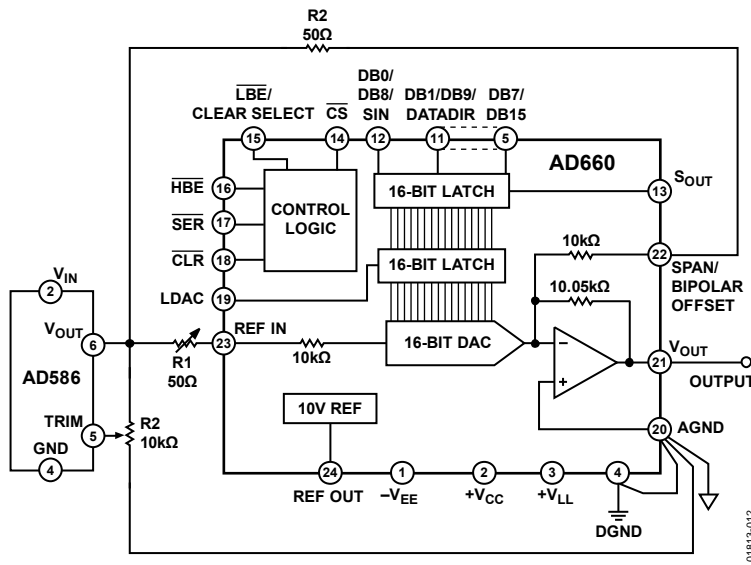 R2
50Ω
LBE/
CLEAR SELECT
CS
DB0/
DB8/
SIN
DB1/DB9/
DATADIR
DB7/
DB15
15
14
12
11
5
AD660
HBE
16
SER
17
CLR
18
LDAC
19
CONTROL
LOGIC
16-BIT LATCH
13
SOUT
16-BIT LATCH
10kΩ
22
SPAN/
BIPOLAR
OFFSET
10.05kΩ
2
VIN
VOUT
6
AD586
TRIM
5
GND
4
R1
50Ω
23
REF IN
10kΩ
16-BIT DAC
−
+
VOUT
21
OUTPUT
R2
10kΩ
10V REF
20
AGND
24
REF OUT
1
−VEE
2
+VCC
3
+VLL
4
DGND
01813-012